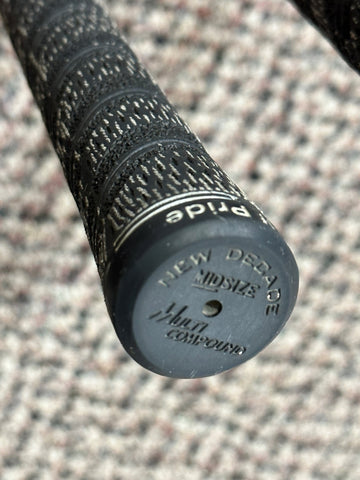 Pride
NEW DECADE
MIDSIZE
MULTI
COMPOUND